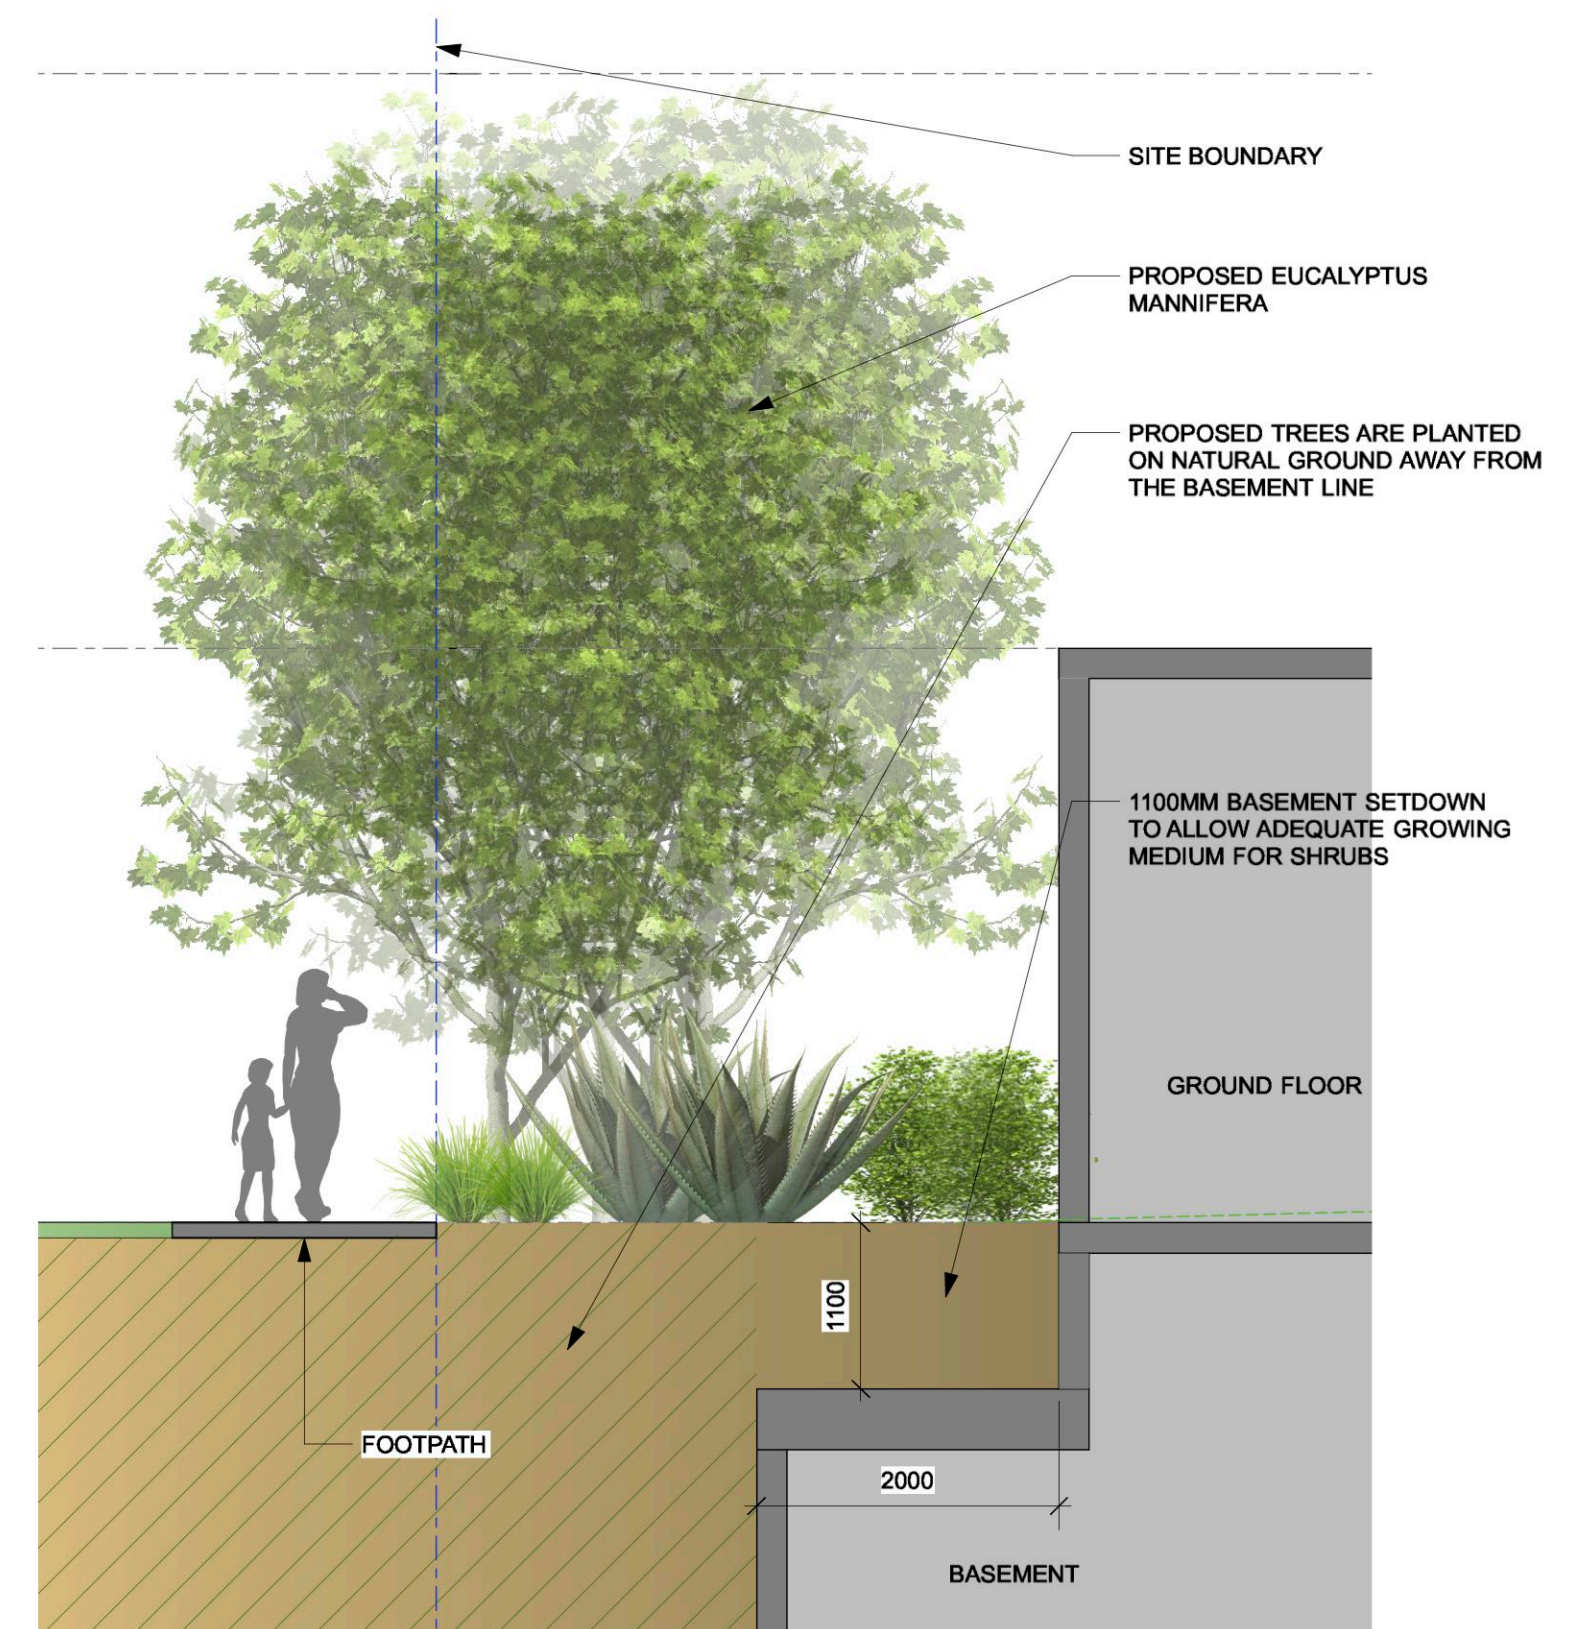 SITE BOUNDARY
PROPOSED EUCALYPTUS
MANNIFERA
PROPOSED TREES ARE PLANTED
ON NATURAL GROUND AWAY FROM
THE BASEMENT LINE
1100MM BASEMENT SETDOWN
TO ALLOW ADEQUATE GROWING
MEDIUM FOR SHRUBS
GROUND FLOOR
1100
FOOTPATH
2000
BASEMENT